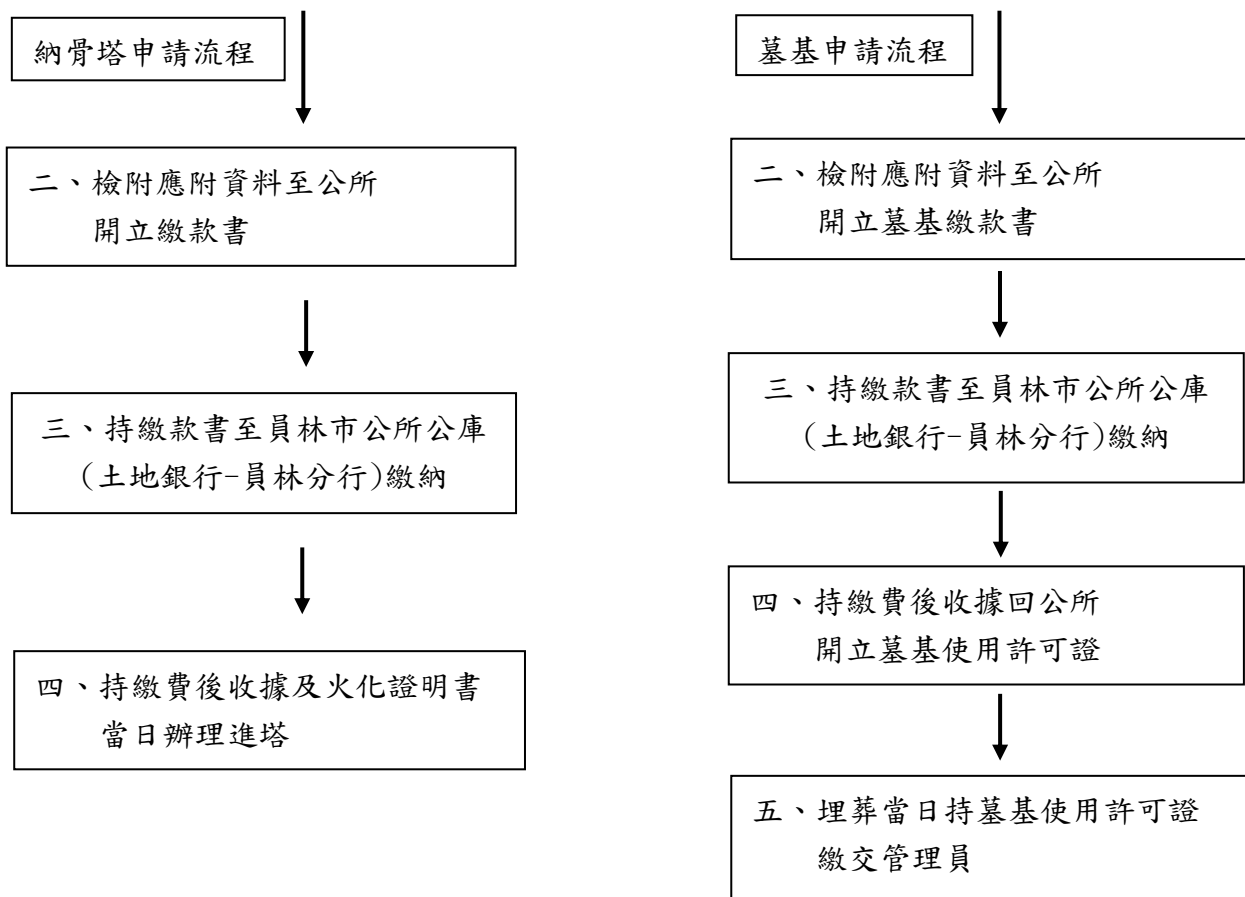 納骨塔申請流程
二、檢附應附資料至公所
開立繳款書
三、持繳款書至員林市公所公庫
(土地銀行-員林分行)繳納
四、持繳費後收據及火化證明書
當日辦理進塔
墓基申請流程
二、檢附應附資料至公所
開立墓基繳款書
三、持繳款書至員林市公所公庫
(土地銀行-員林分行)繳納
四、持繳費後收據回公所
開立墓基使用許可證
五、埋葬當日持墓基使用許可證
繳交管理員